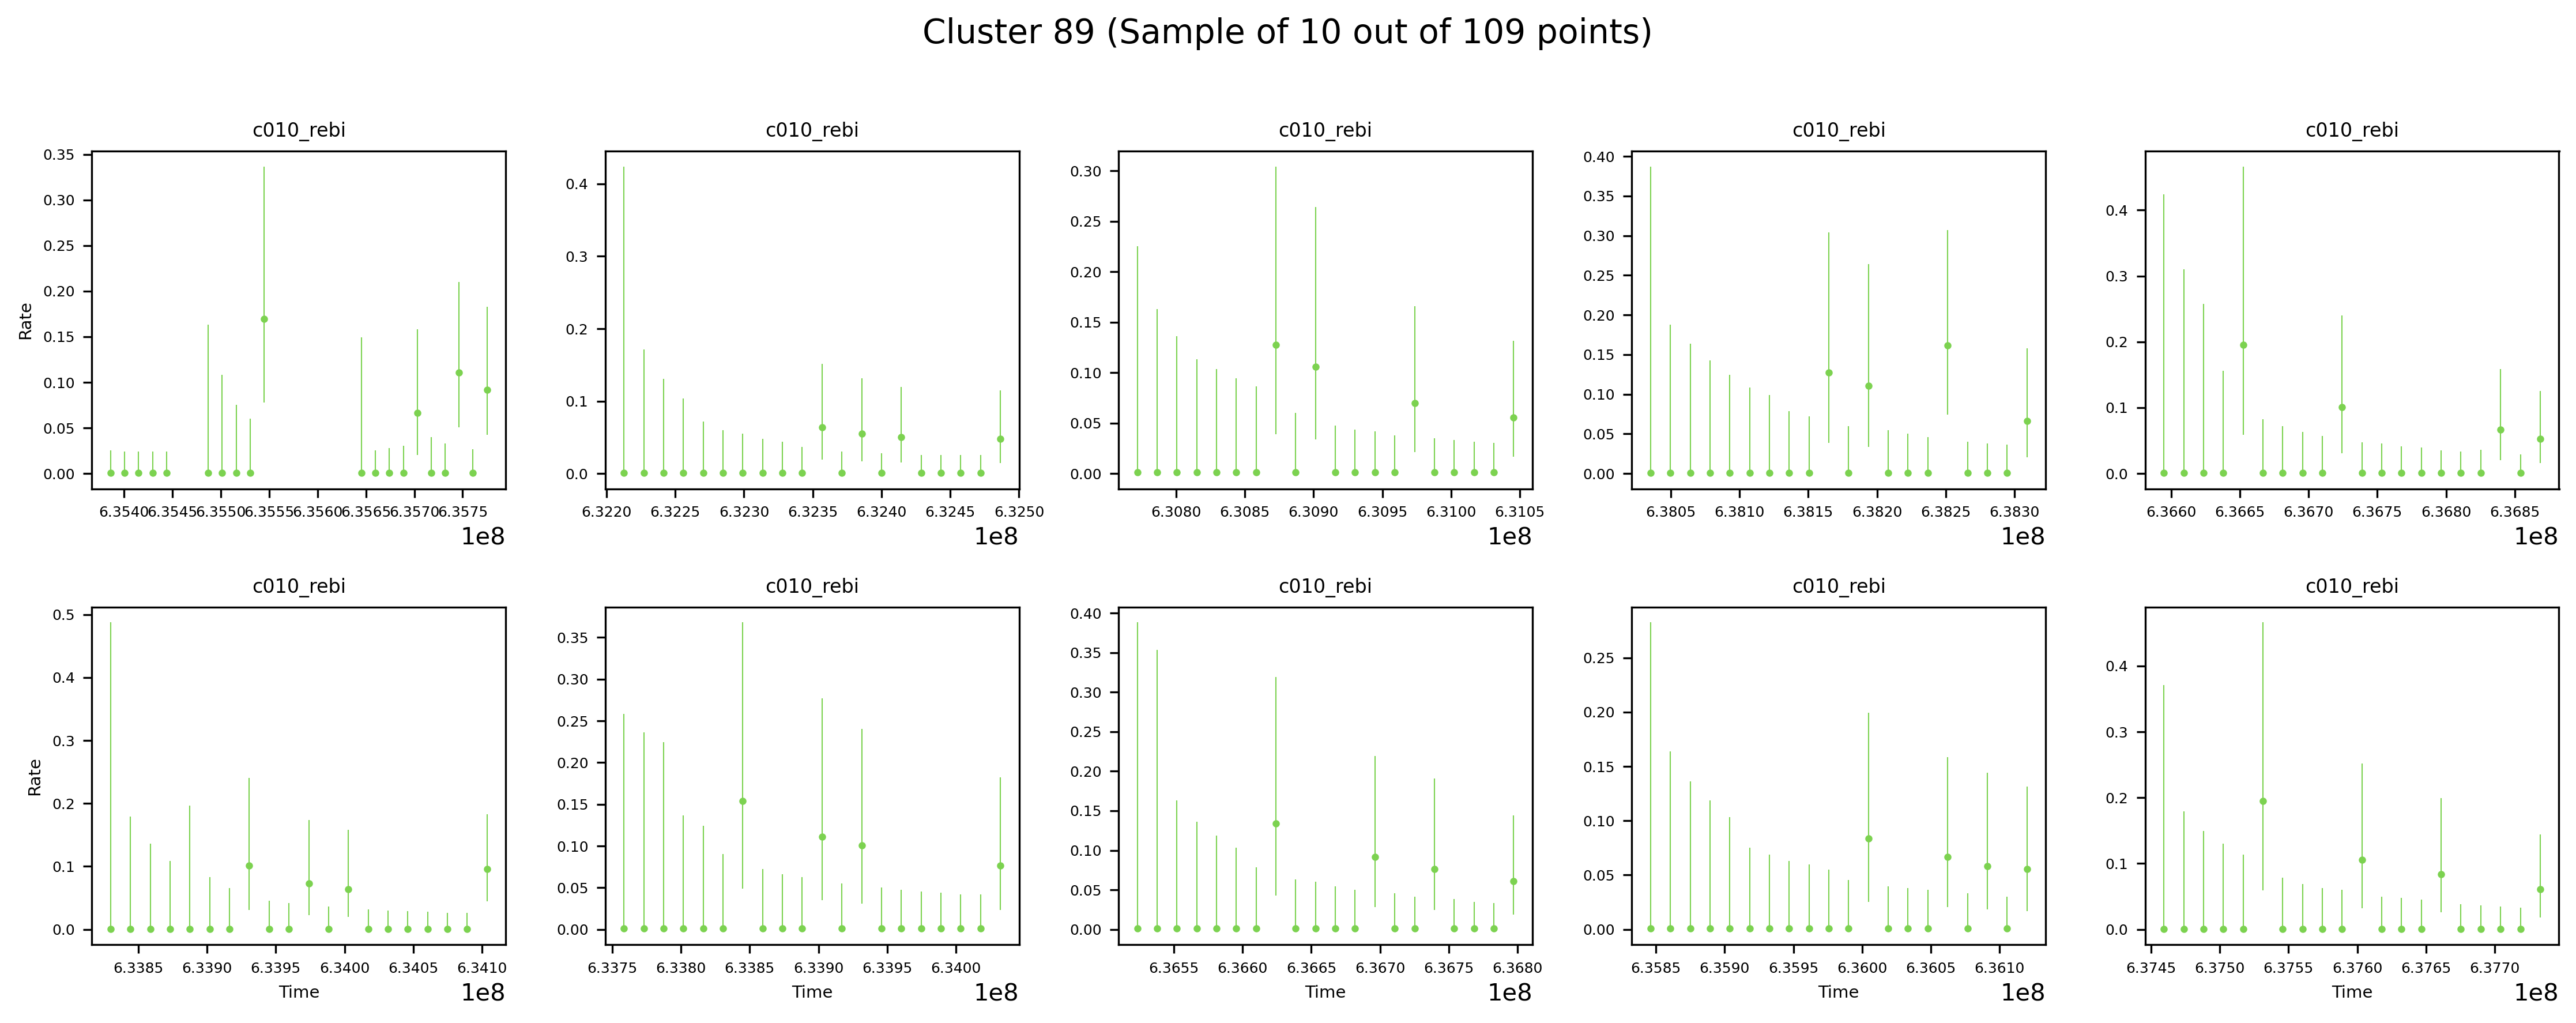 Cluster 89 (Sample of 10 out of 109 points)
c010_rebi c010_rebi c010_rebi c010_rebi c010_rebi
Rate
0.35 0.30 0.25 0.20 0.15 0.10 0.05 0.00
6.3540 6.3545 6.3550 6.3555 6.3560 6.3565 6.3570 6.3575
1e8
0.4 0.3 0.2 0.1 0.0
6.3220 6.3225 6.3230 6.3235 6.3240 6.3245 6.3250
1e8
0.30 0.25 0.20 0.15 0.10 0.05 0.00
6.3080 6.3085 6.3090 6.3095 6.3100 6.3105
1e8
0.40 0.35 0.30 0.25 0.20 0.15 0.10 0.05 0.00
6.3805 6.3810 6.3815 6.3820 6.3825 6.3830
1e8
0.4 0.3 0.2 0.1 0.0
6.3660 6.3665 6.3670 6.3675 6.3680 6.3685
1e8
c010_rebi c010_rebi c010_rebi c010_rebi c010_rebi
Rate
0.5 0.4 0.3 0.2 0.1 0.0
6.3385 6.3390 6.3395 6.3400 6.3405 6.3410
Time
1e8
0.35 0.30 0.25 0.20 0.15 0.10 0.05 0.00
6.3375 6.3380 6.3385 6.3390 6.3395 6.3400
Time
1e8
0.40 0.35 0.30 0.25 0.20 0.15 0.10 0.05 0.00
6.3655 6.3660 6.3665 6.3670 6.3675 6.3680
Time
1e8
0.25 0.20 0.15 0.10 0.05 0.00
6.3585 6.3590 6.3595 6.3600 6.3605 6.3610
Time
1e8
0.4 0.3 0.2 0.1 0.0
6.3745 6.3750 6.3755 6.3760 6.3765 6.3770
Time
1e8